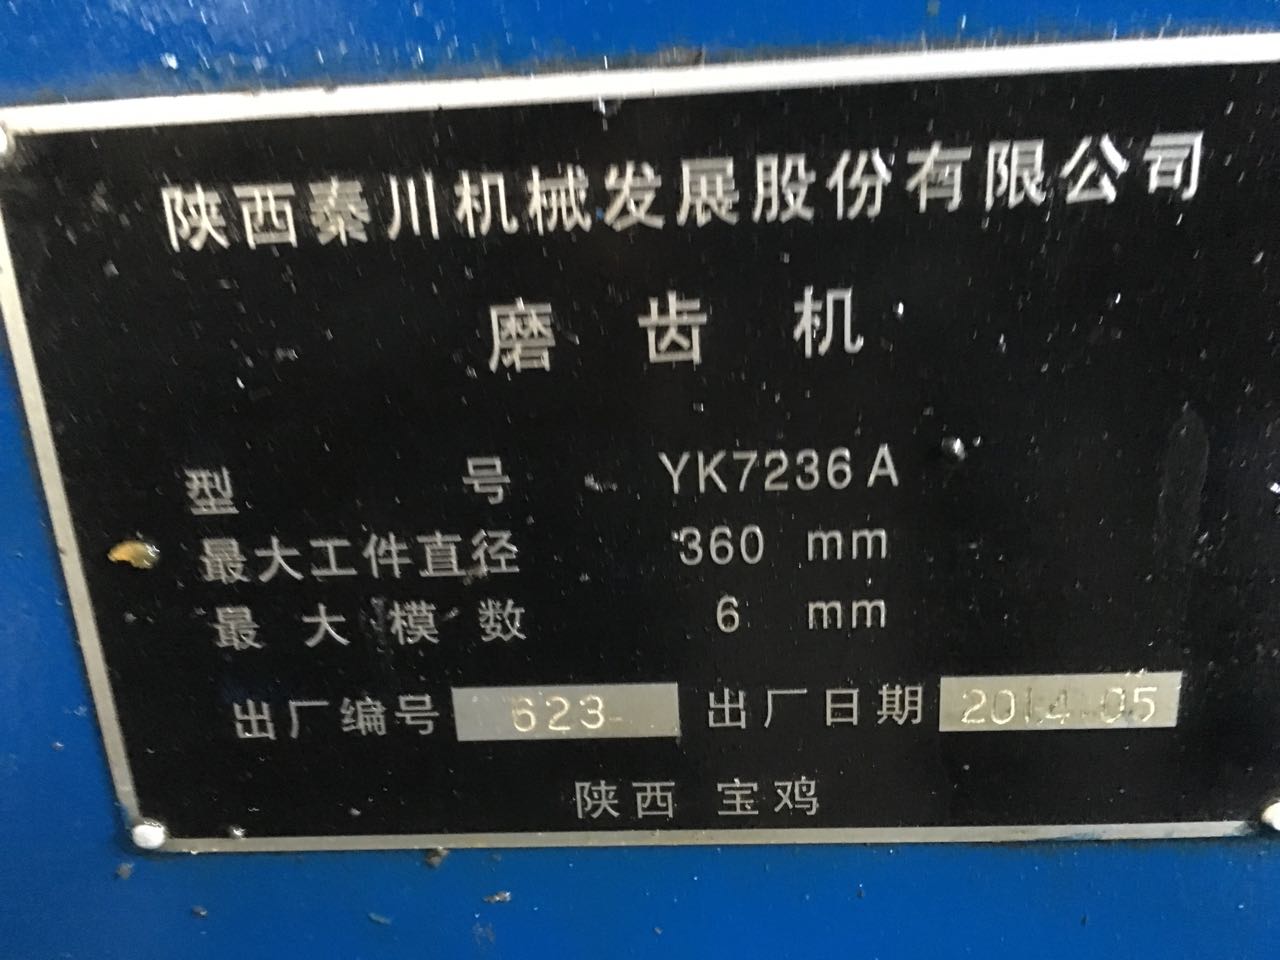 陕西秦川机械发展股份有限公司
磨齿机
型号 YK7236A
最大工件直径 360 mm
最大模数 6 mm
出厂编号 623 出厂日期 2014-05
陕西 宝鸡